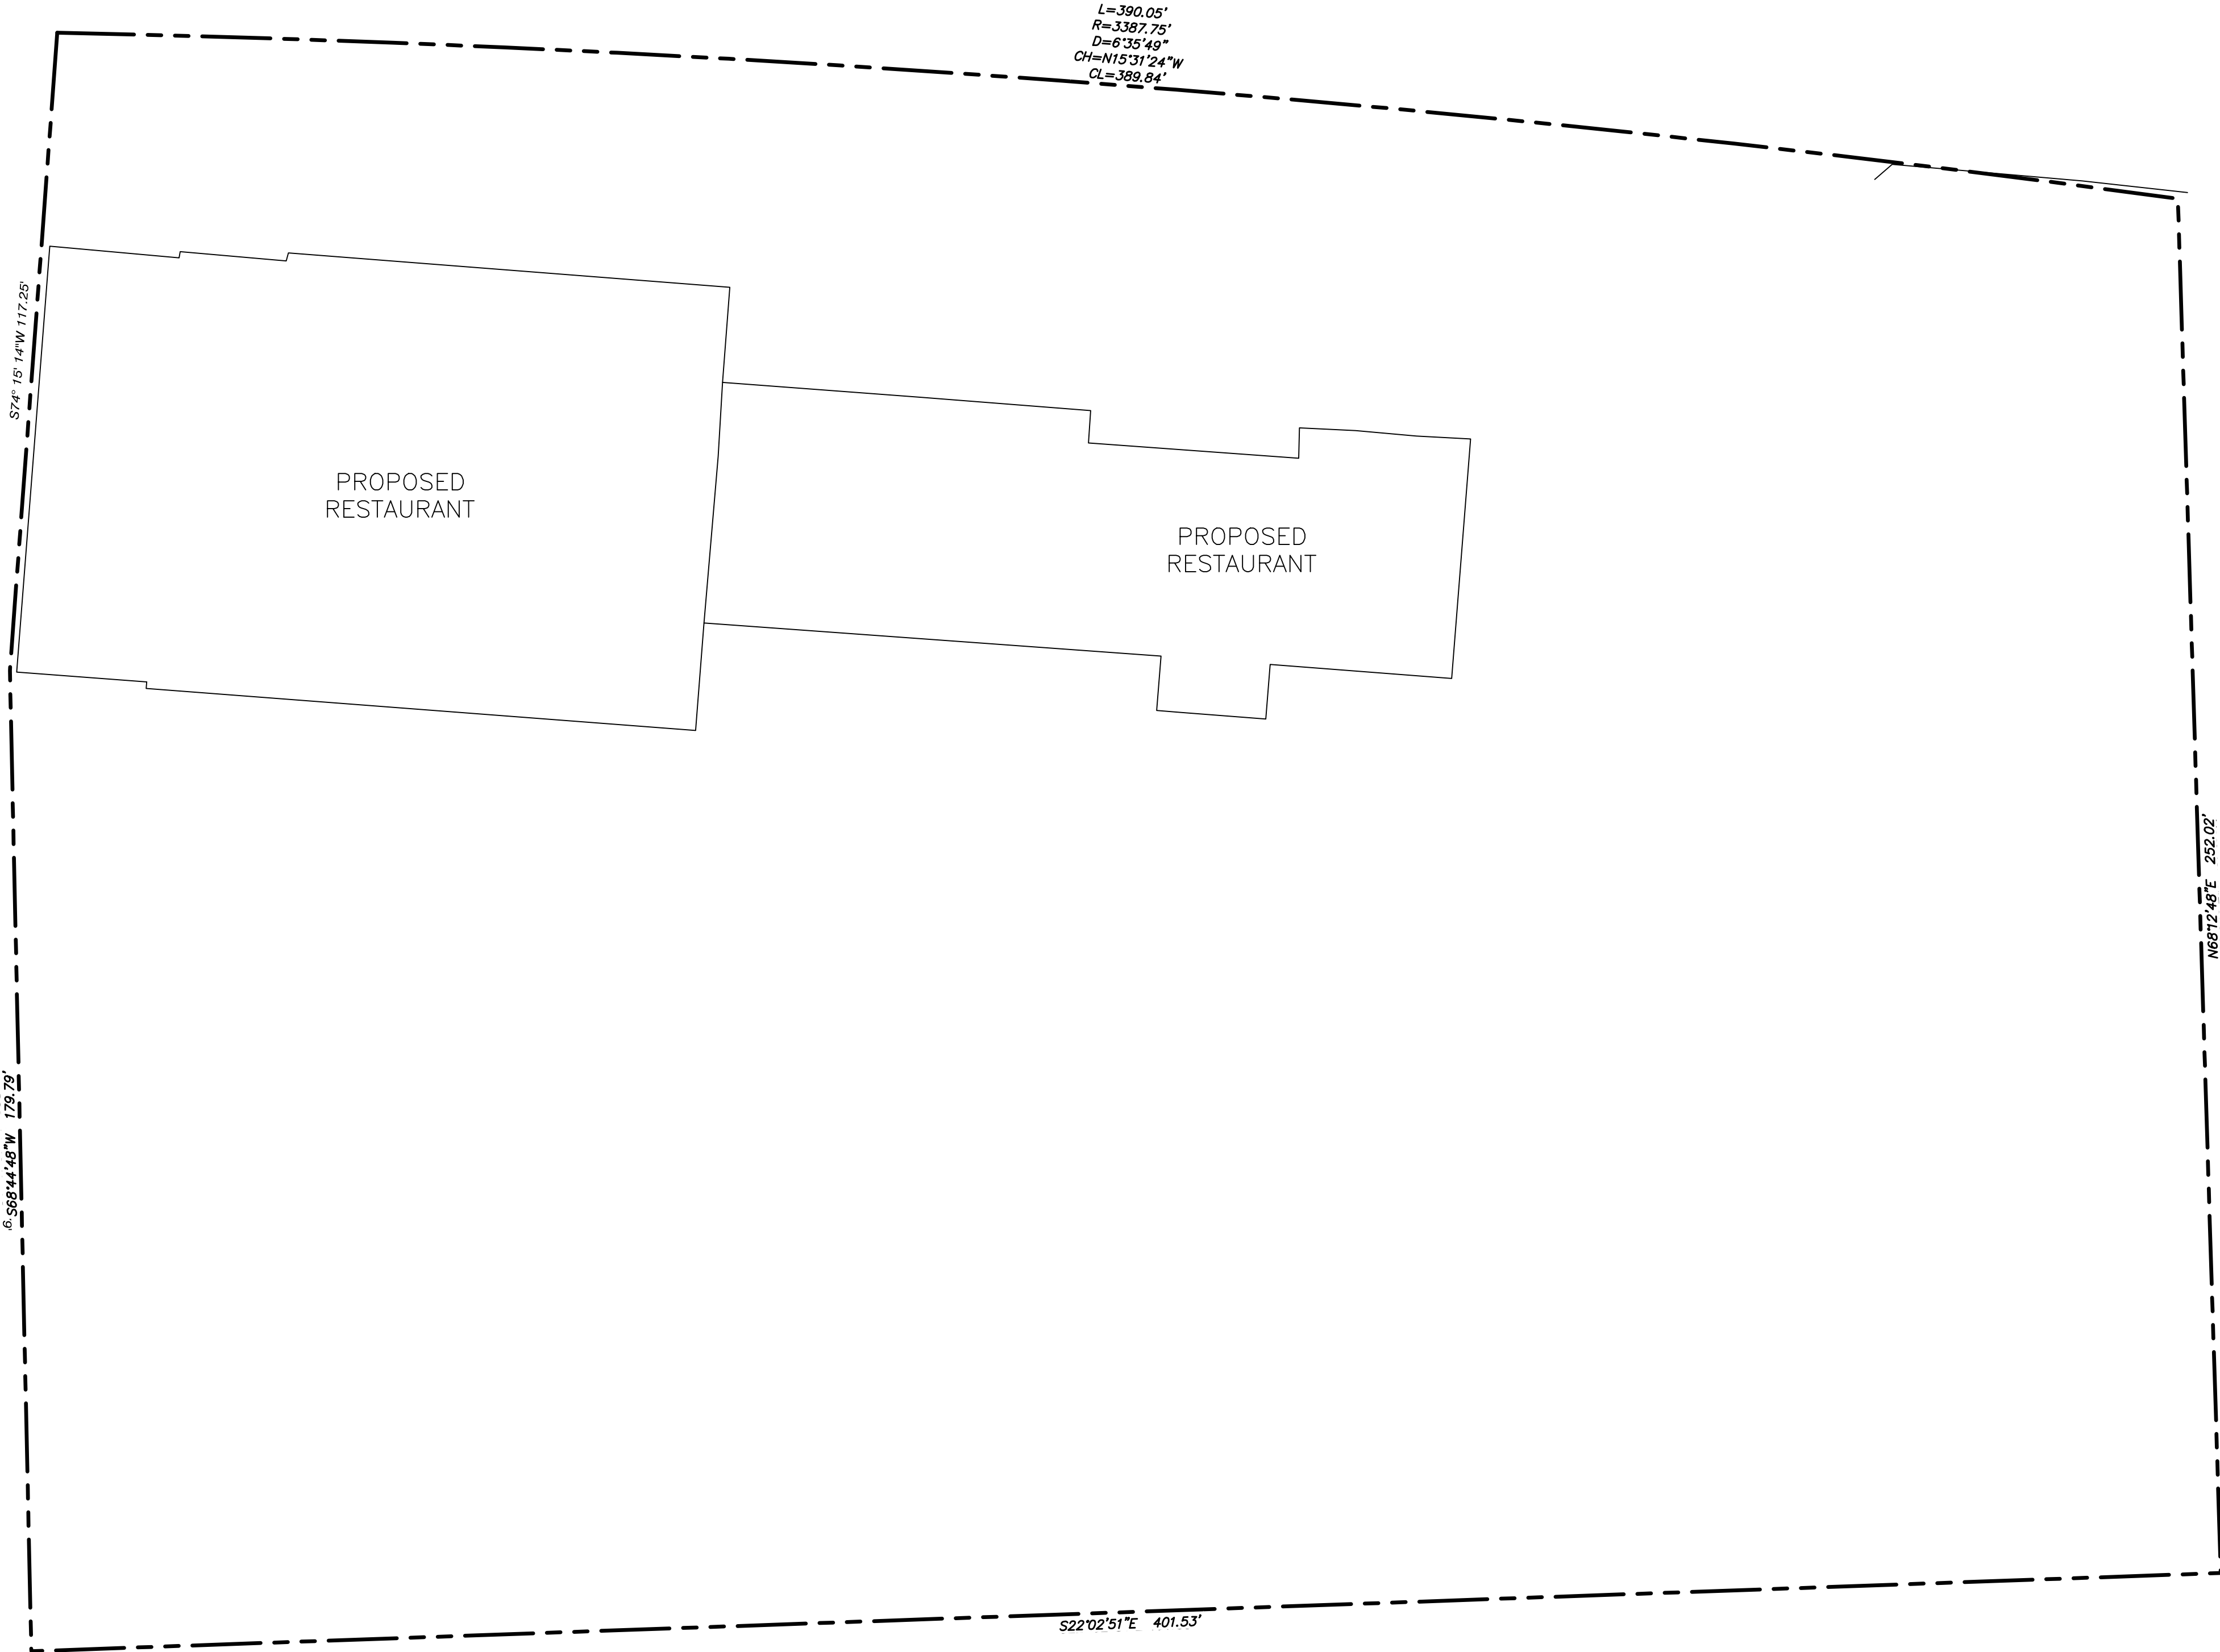 L=390.05'
R=3387.75'
D=6°35'49"
CH=N15°31'24"W
CL=389.84'
S74° 15' 14"W 117.25'
PROPOSED
RESTAURANT
PROPOSED
RESTAURANT
N68°12'48"E 252.02'
S68°44'48"W 179.79'
S22°02'51"E 401.53'